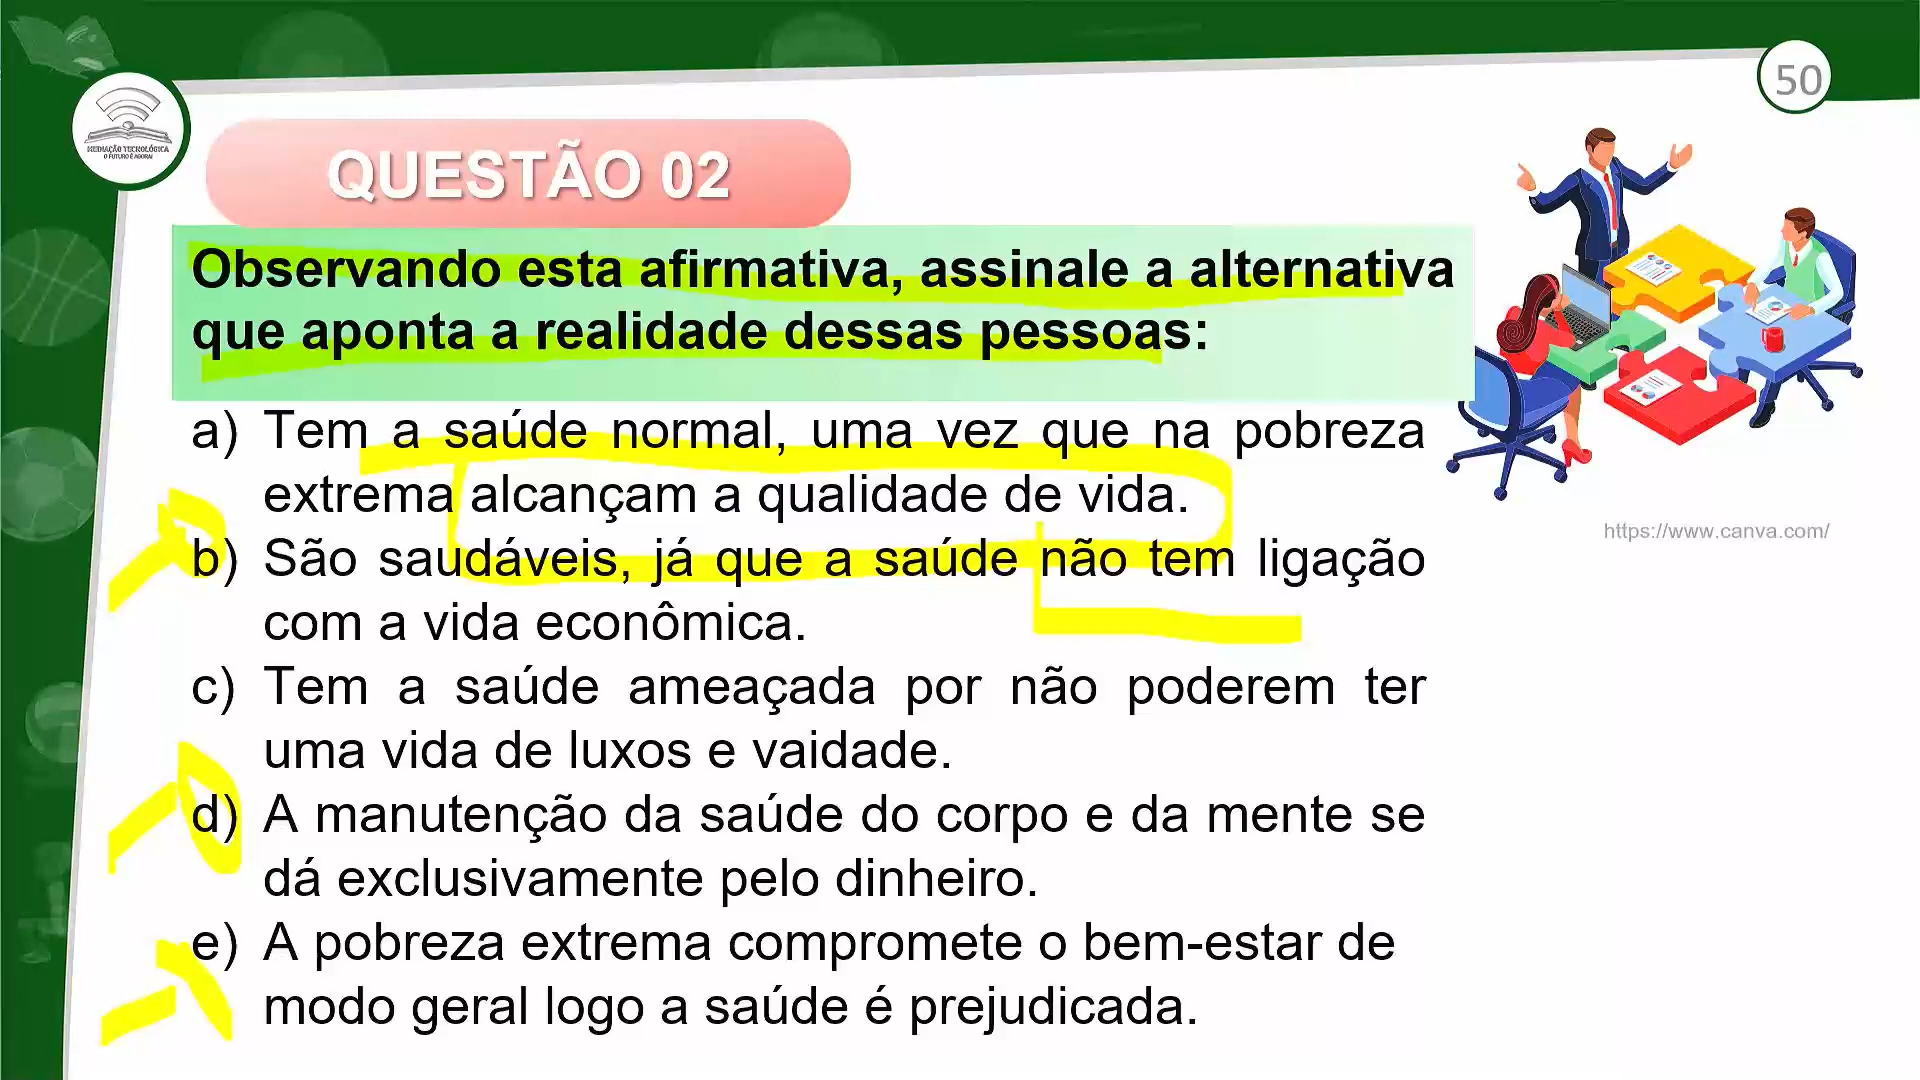 50
MEDIAÇÃO TECNOLÓGICA
O FUTURO É AGORA!
QUESTÃO 02
Observando esta afirmativa, assinale a alternativa
que aponta a realidade dessas pessoas:
a) Tem a saúde normal, uma vez que na pobreza
extrema alcançam a qualidade de vida.
b) São saudáveis, já que a saúde não tem ligação
com a vida econômica.
c) Tem a saúde ameaçada por não poderem ter
uma vida de luxos e vaidade.
d) A manutenção da saúde do corpo e da mente se
dá exclusivamente pelo dinheiro.
e) A pobreza extrema compromete o bem-estar de
modo geral logo a saúde é prejudicada.
https://www.canva.com/